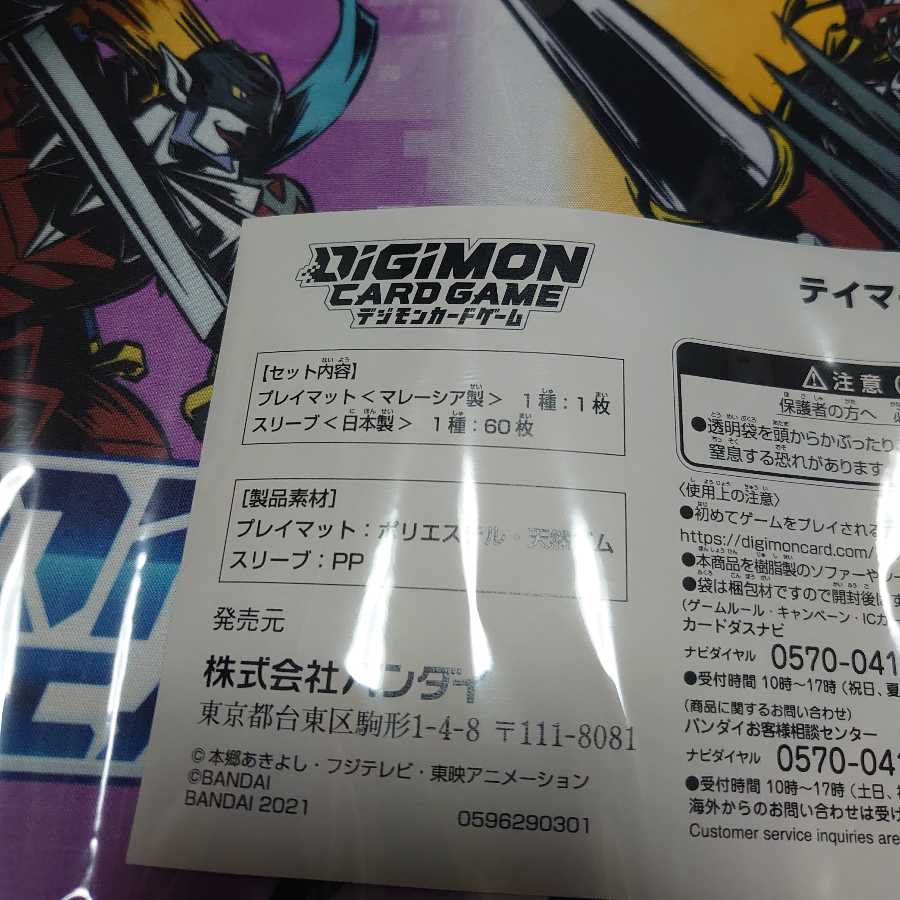 DIGIMON
CARD GAME
デジモンカードゲーム
【セット内容】
プレイマット<マレーシア製> 1種:1枚
スリーブ<日本製> 1種:60枚
[製品素材]
プレイマット:ポリエステル・天然ゴム
スリーブ:PP
発売元
株式会社バンダイ
東京都台東区駒形1-4-8 〒111-8081
©本郷あきよし・フジテレビ・東映アニメーション
©BANDAI
BANDAI 2021
0596290301
テイマ
⚠注意
保護者の方へ
●透明袋を頭からかぶったり
窒息する恐れがあります
〈使用上の注意〉
●初めてゲームをプレイされる
https://digimoncard.com/
●本商品を樹脂製のソファーやシー
●袋は梱包材ですので開封後はす
(ゲームルール・キャンペーン・ICカー
カードダスナビ
ナビダイヤル 0570-041
●受付時間 10時~17時(祝日、夏
(商品に関するお問い合わせ)
バンダイお客様相談センター
ナビダイヤル 0570-041
●受付時間 10時~17時(土日、祝
海外からのお問い合わせは受け
Customer service inquiries are